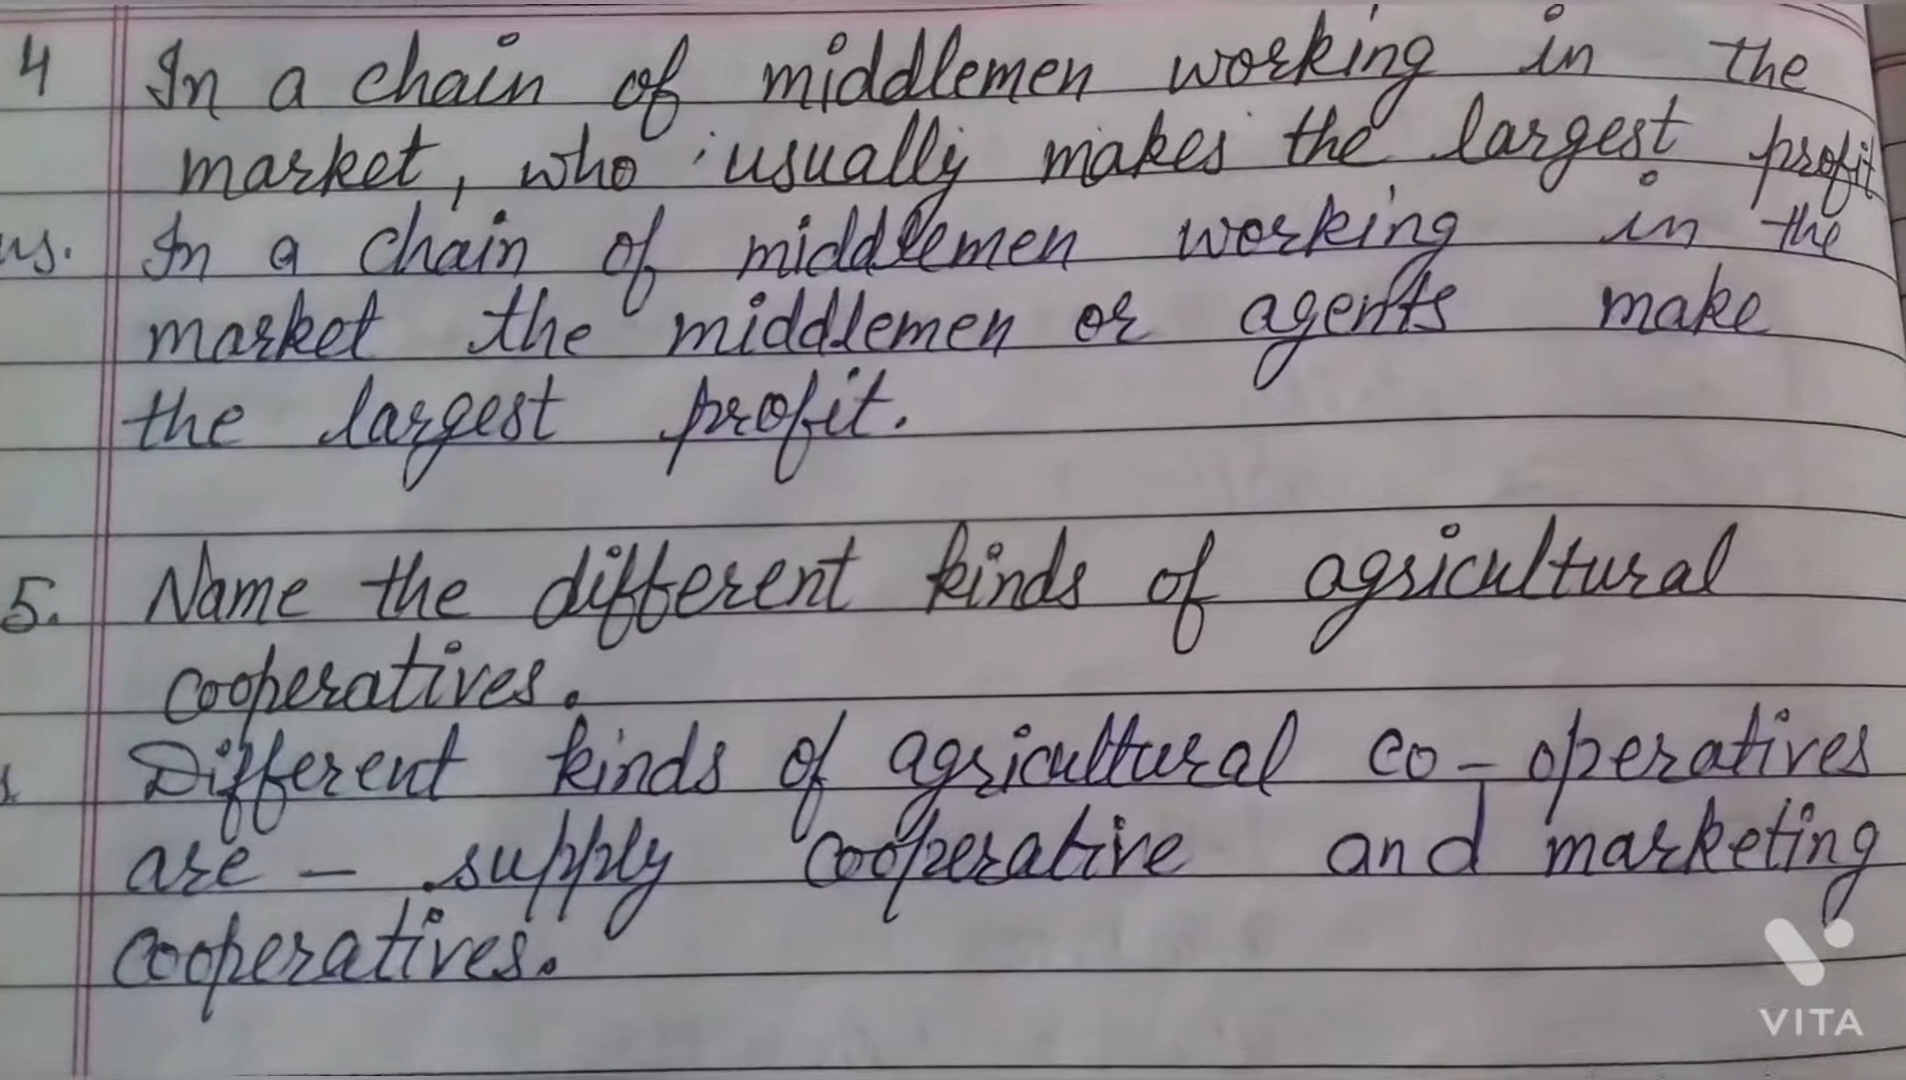 4 In a chain of middlemen working in the
market, who usually makes the largest profit
ns. In a chain of middlemen working in the
market the middlemen or agents make
the largest profit.
5. Name the different kinds of agricultural
cooperatives.
s. Different kinds of agricultural co-operatives
are - supply cooperative and marketing
cooperatives.
VITA